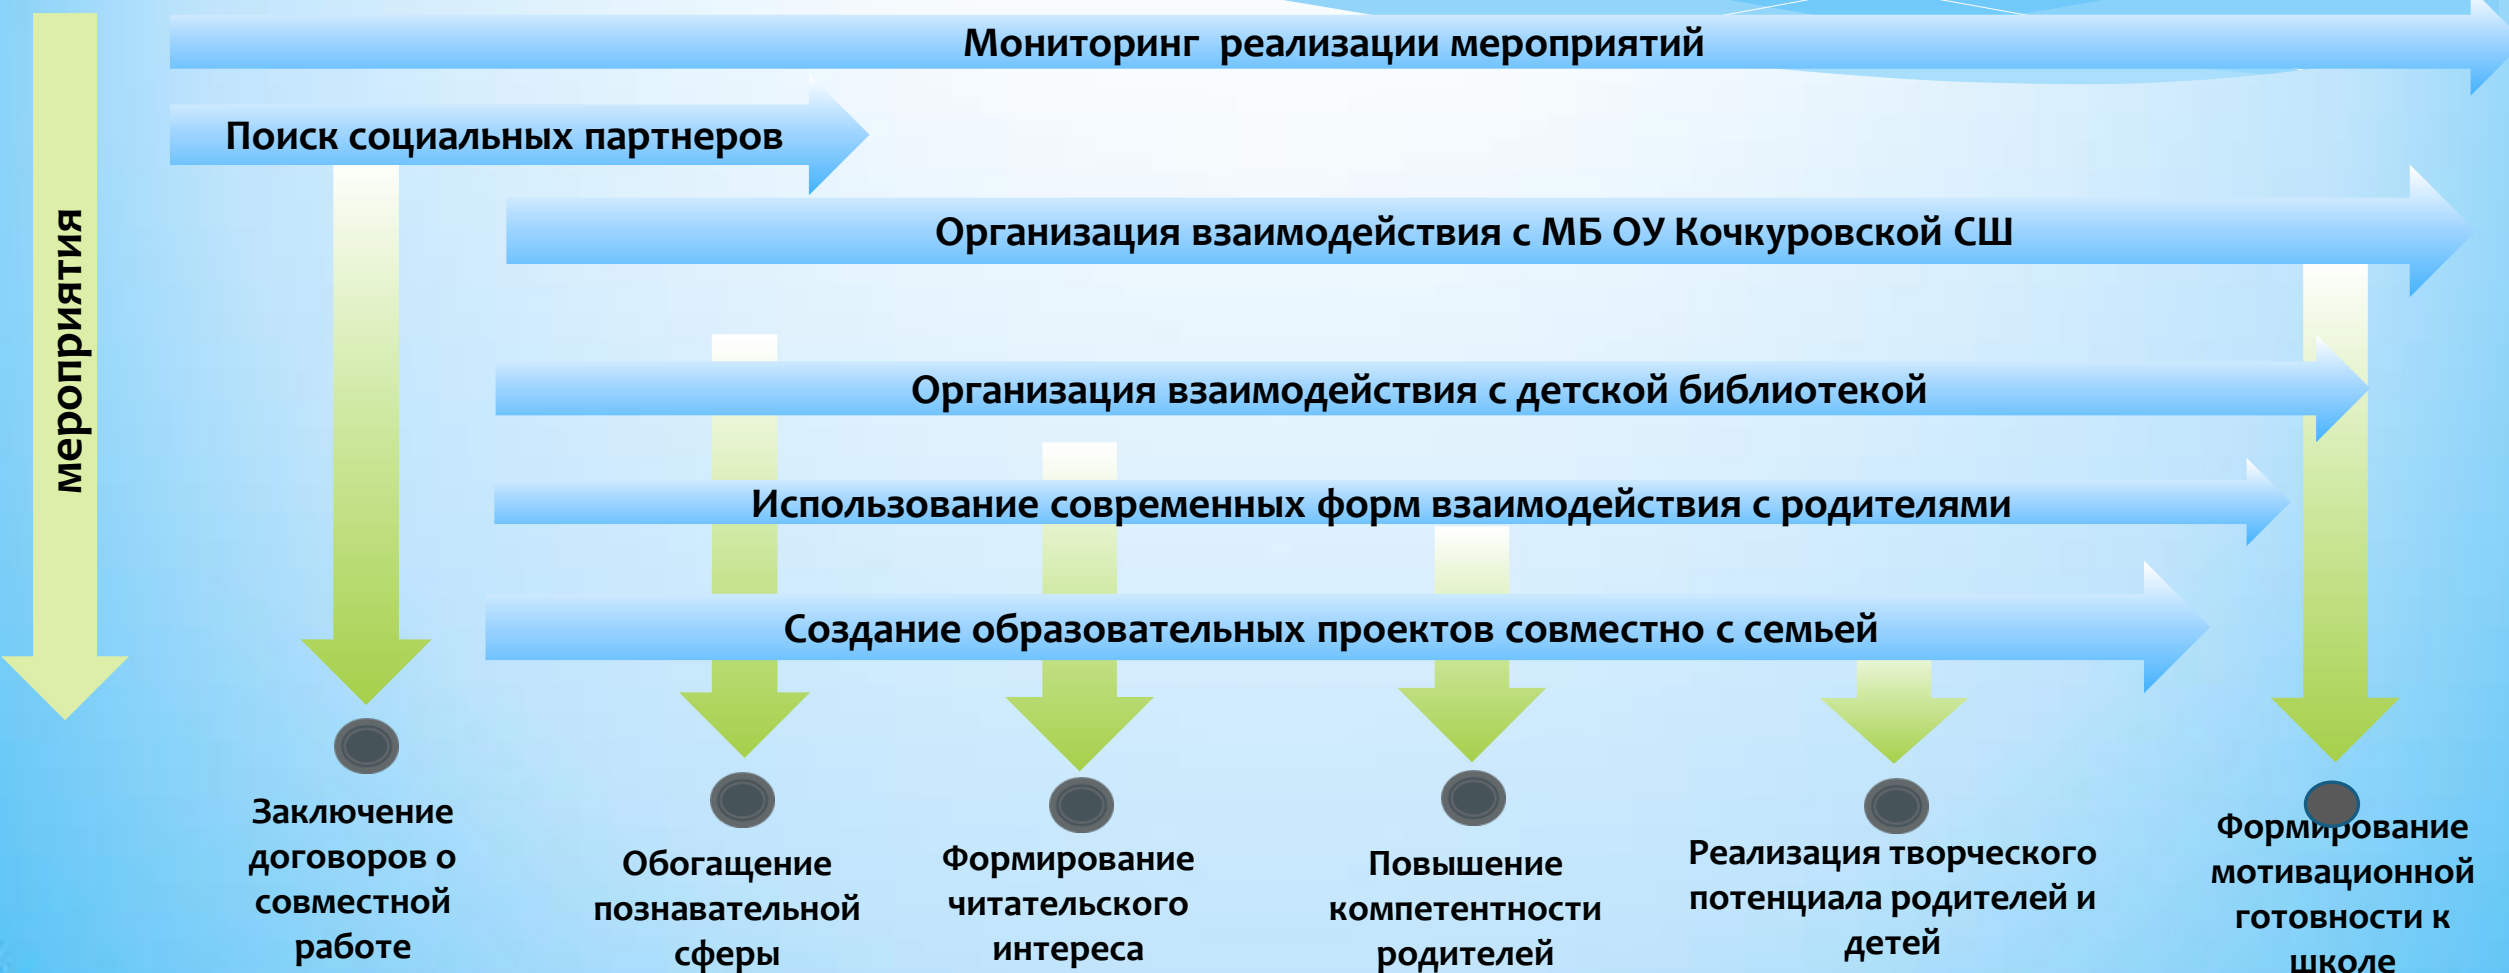 Мониторинг реализации мероприятий
Поиск социальных партнеров
мероприятия
Организация взаимодействия с МБ ОУ Кочкуровской СШ
Организация взаимодействия с детской библиотекой
Использование современных форм взаимодействия с родителями
Создание образовательных проектов совместно с семьей
Заключение
договоров о
совместной
работе
Обогащение
познавательной
сферы
Формирование
читательского
интереса
Повышение
компетентности
родителей
Реализация творческого
потенциала родителей и
детей
Формирование
мотивационной
готовности к
школе